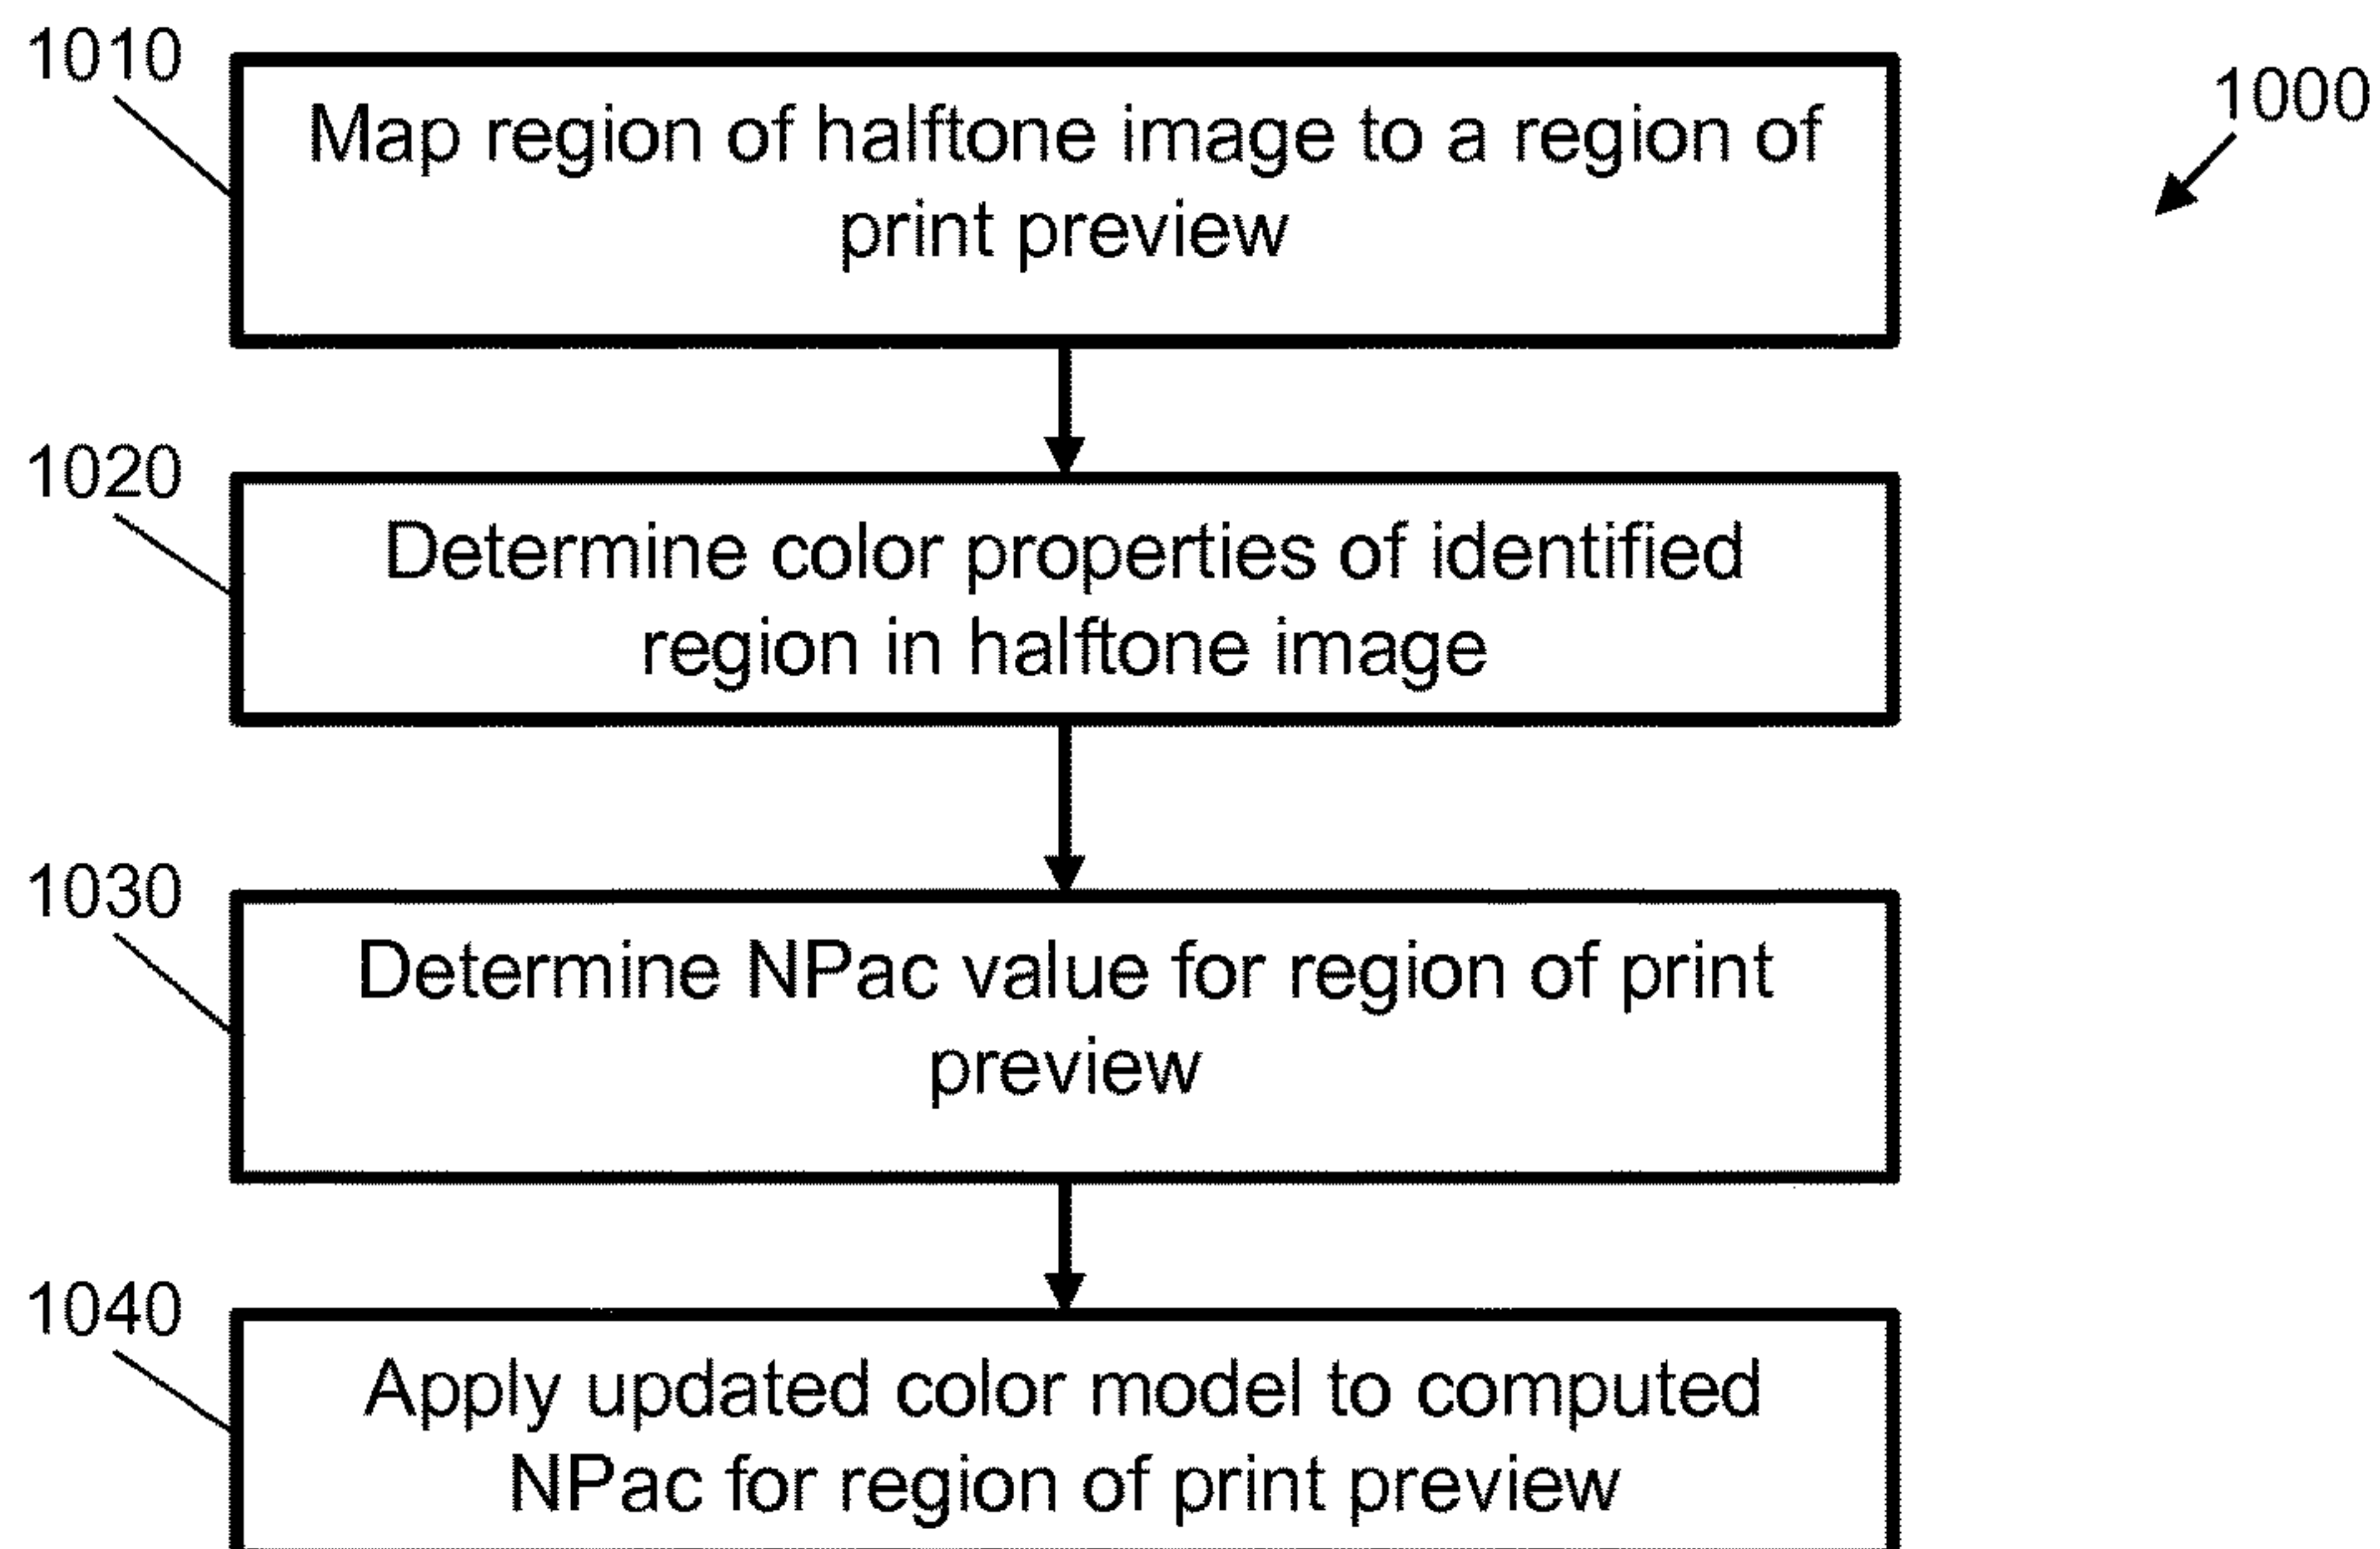 1010
1000
Map region of halftone image to a region of
print preview
1020
Determine color properties of identified
region in halftone image
1030
Determine NPac value for region of print
preview
1040
Apply updated color model to computed
NPac for region of print preview